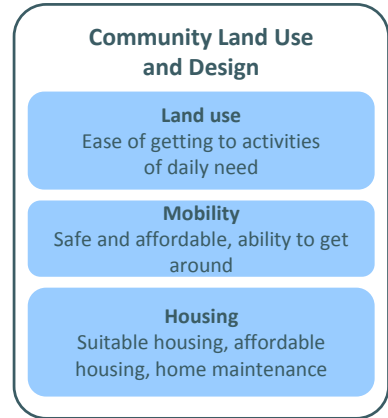 Community Land Use
and Design
Land use
Ease of getting to activities
of daily need
Mobility
Safe and affordable, ability to get
around
Housing
Suitable housing, affordable
housing, home maintenance